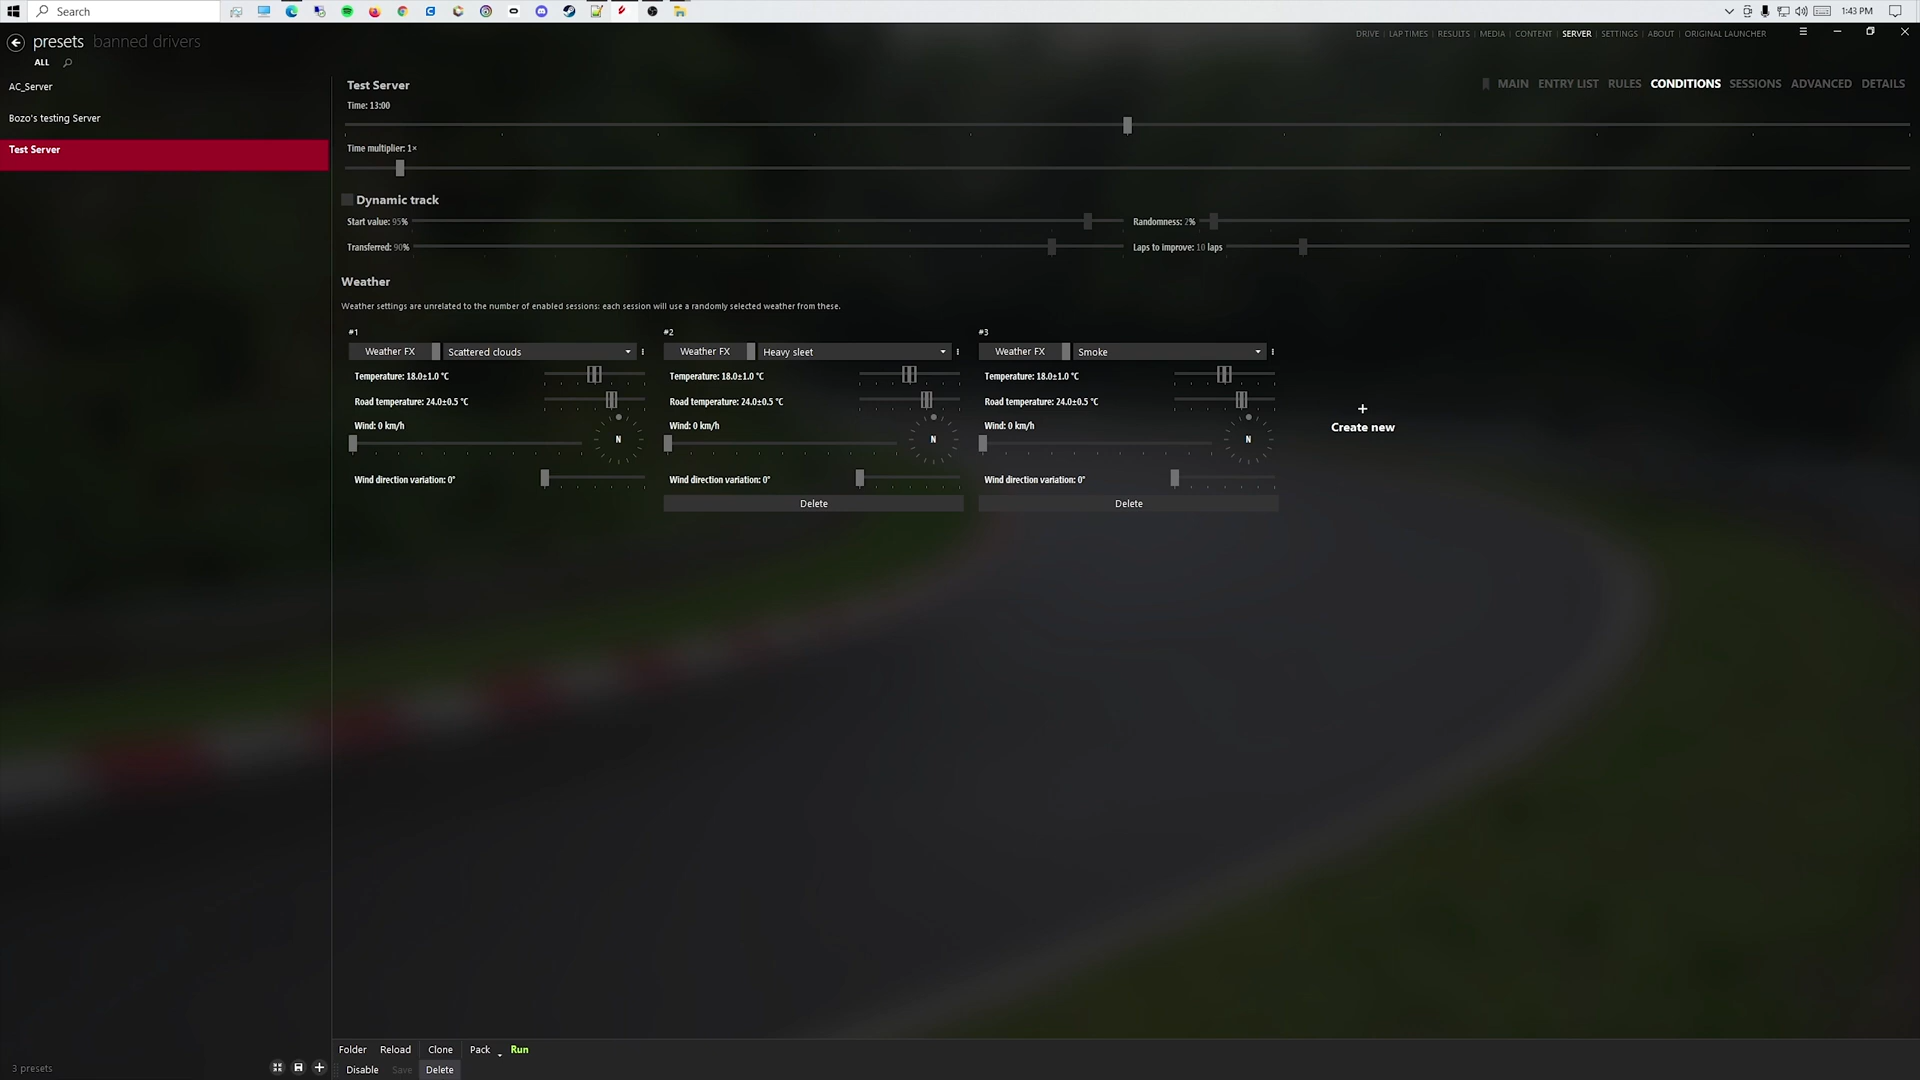 Search
1:43 PM
presets banned drivers
DRIVE | LAP TIMES | RESULTS | MEDIA | CONTENT | SERVER | SETTINGS | ABOUT | ORIGINAL LAUNCHER
ALL
AC_Server
Bozo's testing Server
Test Server
3 presets
Test Server
MAIN ENTRY LIST RULES CONDITIONS SESSIONS ADVANCED DETAILS
Time: 13:00
Time multiplier: 1×
Dynamic track
Start value: 95%
Randomness: 2%
Transferred: 90%
Laps to improve: 10 laps
Weather
Weather settings are unrelated to the number of enabled sessions: each session will use a randomly selected weather from these.
#1
Weather FX
Scattered clouds
Temperature: 18.0±1.0 °C
Road temperature: 24.0±0.5 °C
Wind: 0 km/h
N
Wind direction variation: 0°
#2
Weather FX
Heavy sleet
Temperature: 18.0±1.0 °C
Road temperature: 24.0±0.5 °C
Wind: 0 km/h
N
Wind direction variation: 0°
Delete
#3
Weather FX
Smoke
Temperature: 18.0±1.0 °C
Road temperature: 24.0±0.5 °C
Wind: 0 km/h
N
Wind direction variation: 0°
Delete
+
Create new
Folder Reload Clone Pack Run
Disable Save Delete